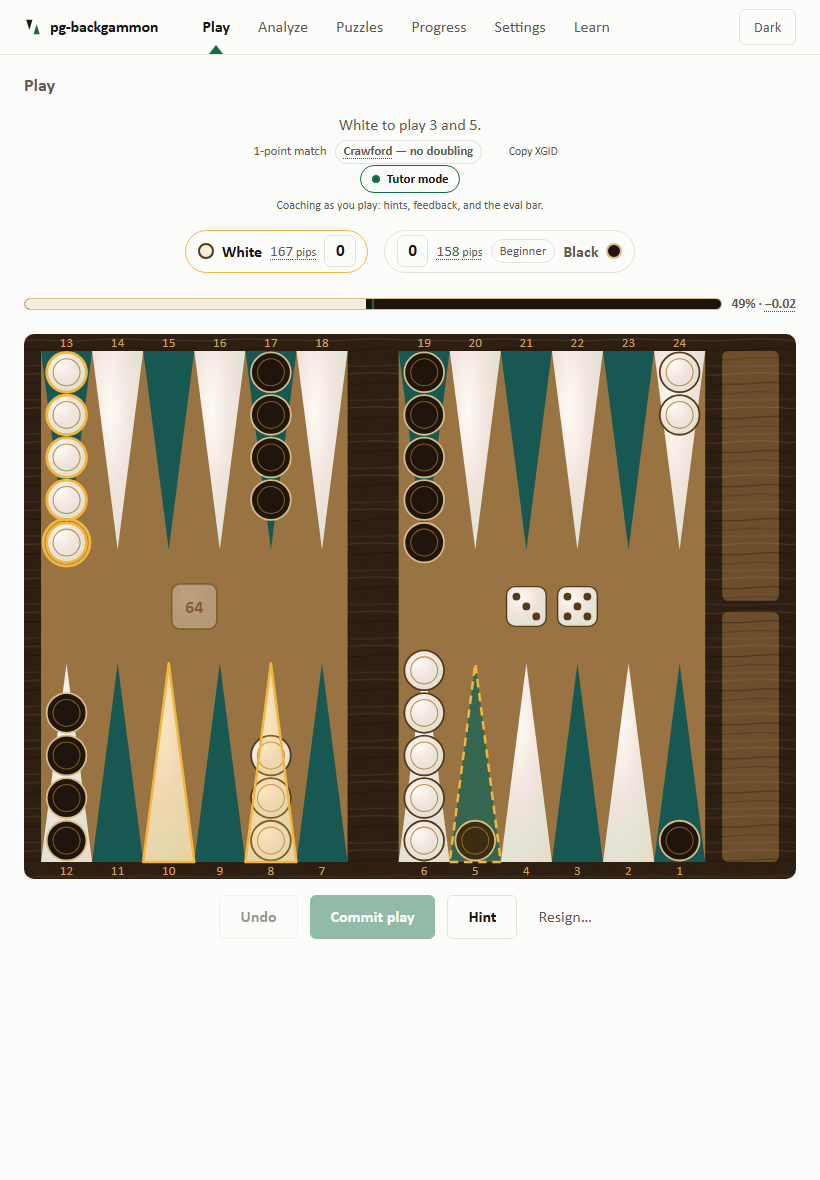 pg-backgammon Play Analyze Puzzles Progress Settings Learn Dark
Play
White to play 3 and 5.
1-point match Crawford — no doubling Copy XGID
Tutor mode
Coaching as you play: hints, feedback, and the eval bar.
White 167 pips 0 0 158 pips Beginner Black
49% · −0.02
13 14 15 16 17 18 19 20 21 22 23 24
64
12 11 10 9 8 7 6 5 4 3 2 1
Undo Commit play Hint Resign...